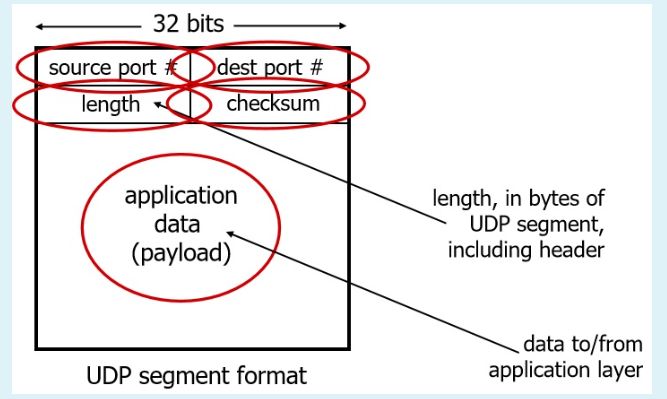 32 bits
source port # dest port #
length checksum
application
data
(payload)
length, in bytes of
UDP segment,
including header
data to/from
application layer
UDP segment format